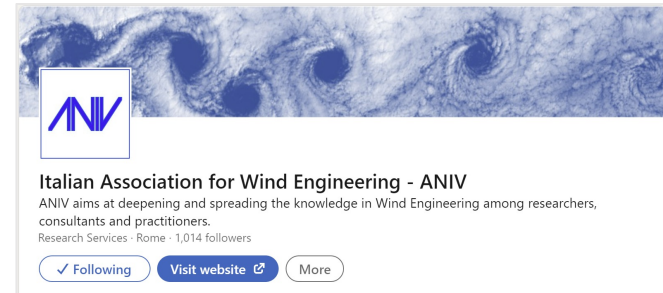 ANIV
Italian Association for Wind Engineering - ANIV
ANIV aims at deepening and spreading the knowledge in Wind Engineering among researchers,
consultants and practitioners.
Research Services · Rome · 1,014 followers
✓ Following
Visit website
More